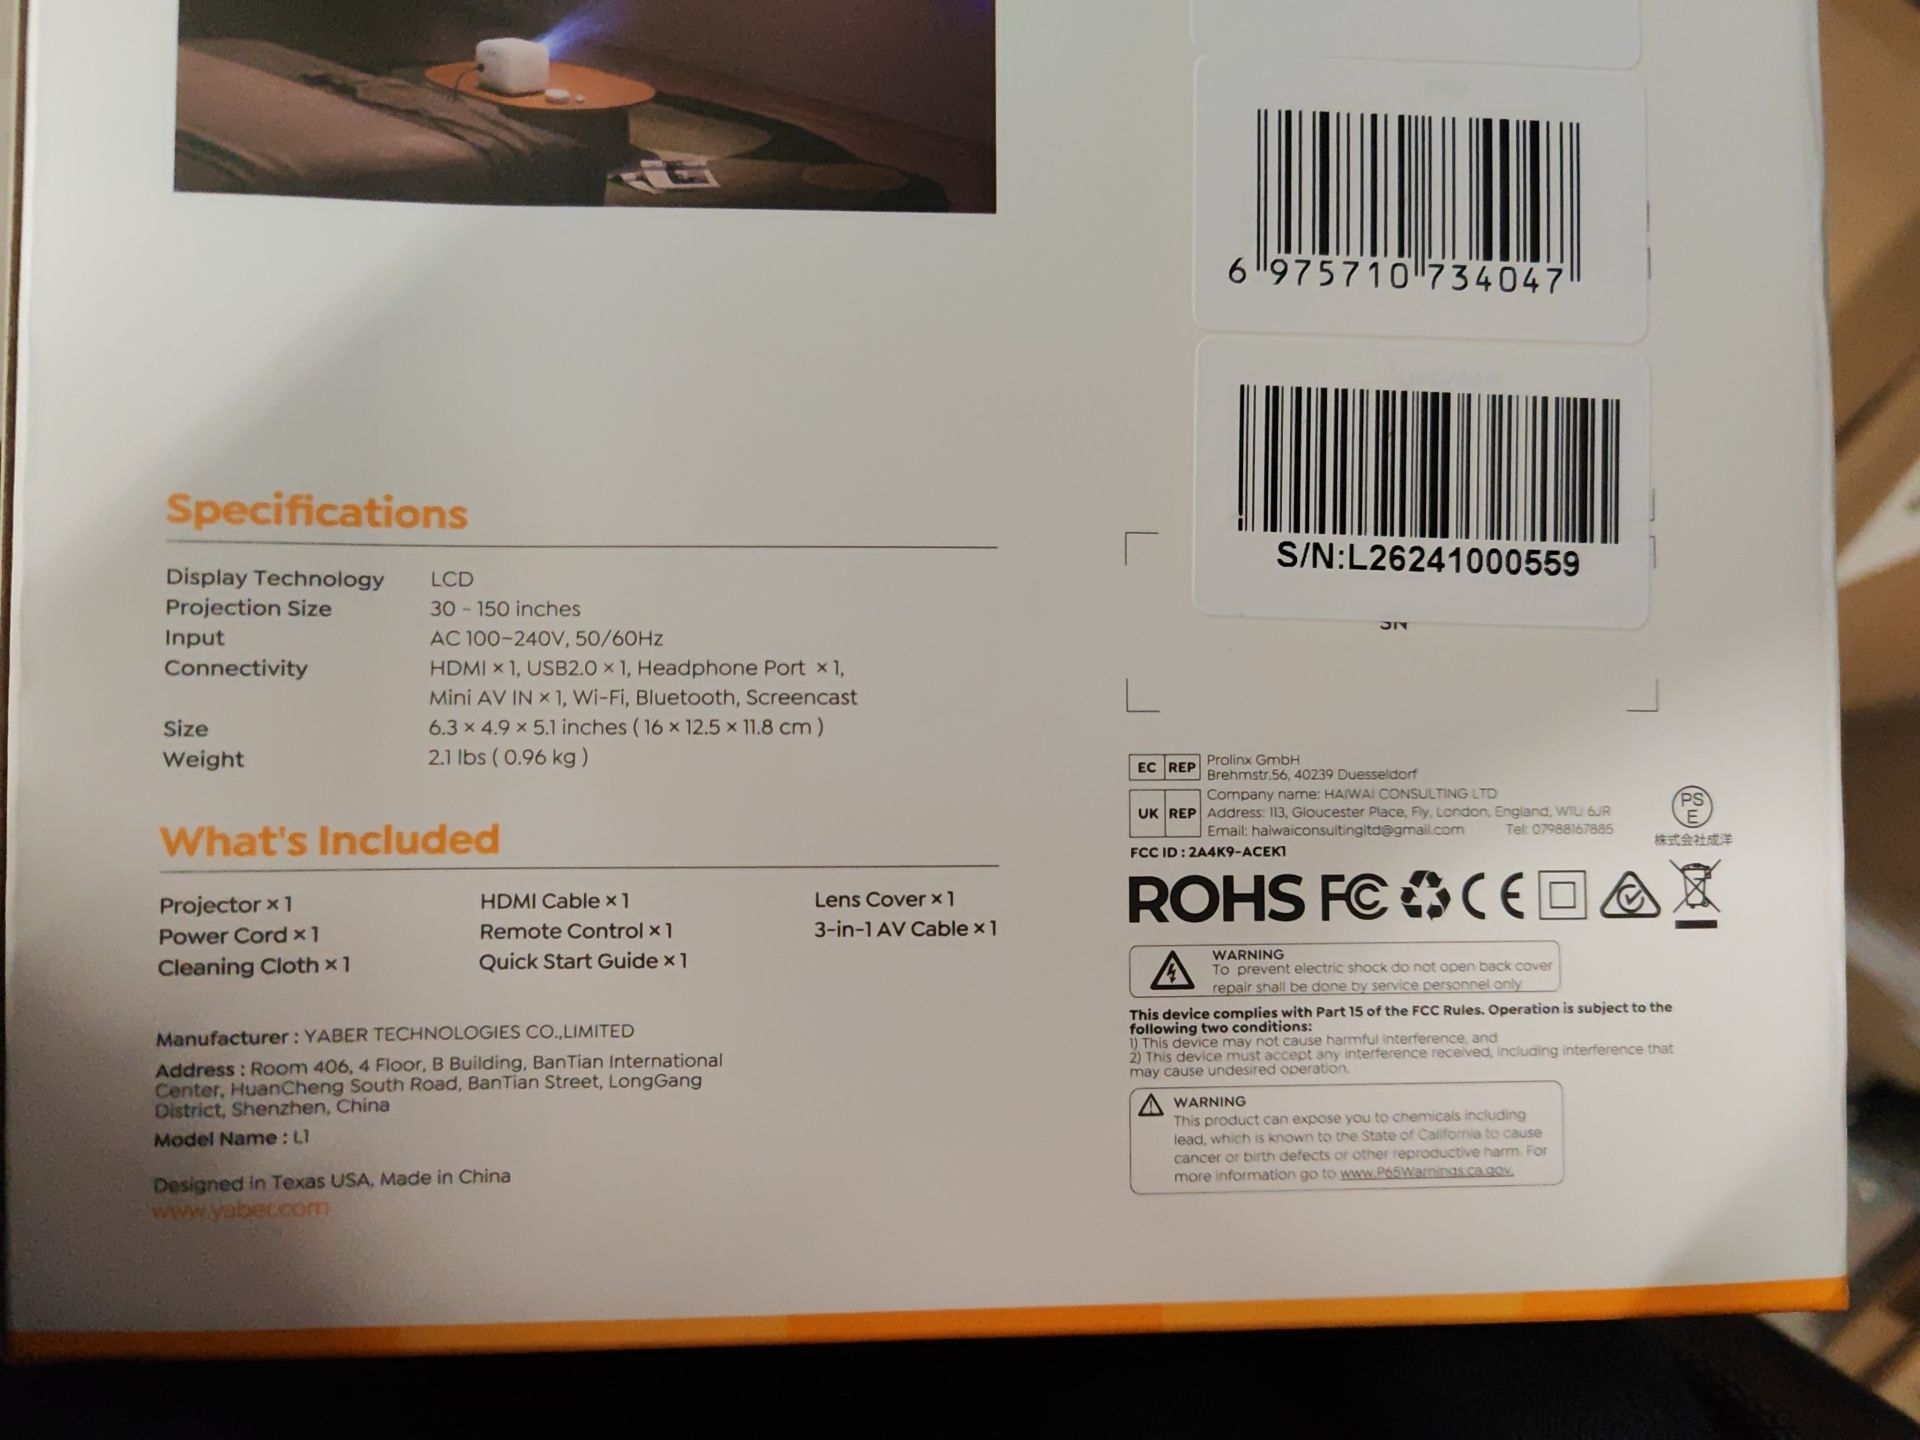 Specifications
Display Technology LCD
Projection Size 30 - 150 inches
Input AC 100-240V, 50/60Hz
Connectivity HDMI × 1, USB2.0 × 1, Headphone Port × 1,
Mini AV IN × 1, Wi-Fi, Bluetooth, Screencast
Size 6.3 × 4.9 × 5.1 inches ( 16 × 12.5 × 11.8 cm )
Weight 2.1 lbs ( 0.96 kg )
What's Included
Projector × 1 HDMI Cable × 1 Lens Cover × 1
Power Cord × 1 Remote Control × 1 3-in-1 AV Cable × 1
Cleaning Cloth × 1 Quick Start Guide × 1
Manufacturer : YABER TECHNOLOGIES CO.,LIMITED
Address : Room 406, 4 Floor, B Building, BanTian International
Center, HuanCheng South Road, BanTian Street, LongGang
District, Shenzhen, China
Model Name : L1
Designed in Texas USA, Made in China
www.yaber.com
6 975710 734047
S/N:L26241000559
SN
EC REP Prolinx GmbH
Brehmstr.56, 40239 Duesseldorf
UK REP Company name: HAIWAI CONSULTING LTD
Address: 113, Gloucester Place, Fly, London, England, W1U 6JR
Email: haiwaiconsultingltd@gmail.com Tel: 07988167885
PS
E
株式会社成洋
FCC ID : 2A4K9-ACEK1
ROHS FC CE
WARNING
To prevent electric shock do not open back cover
repair shall be done by service personnel only
This device complies with Part 15 of the FCC Rules. Operation is subject to the
following two conditions:
1) This device may not cause harmful interference, and
2) This device must accept any interference received, including interference that
may cause undesired operation.
WARNING
This product can expose you to chemicals including
lead, which is known to the State of California to cause
cancer or birth defects or other reproductive harm. For
more information go to www.P65Warnings.ca.gov.